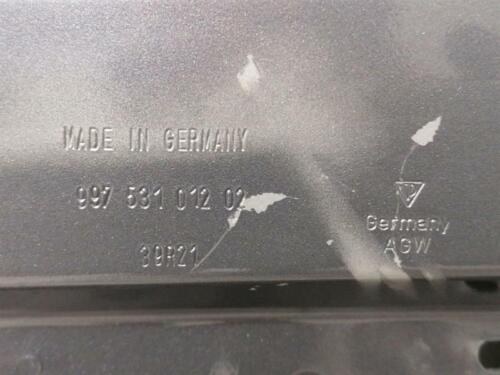 MADE IN GERMANY
997 531 012 02
39R21
Germany
AGW